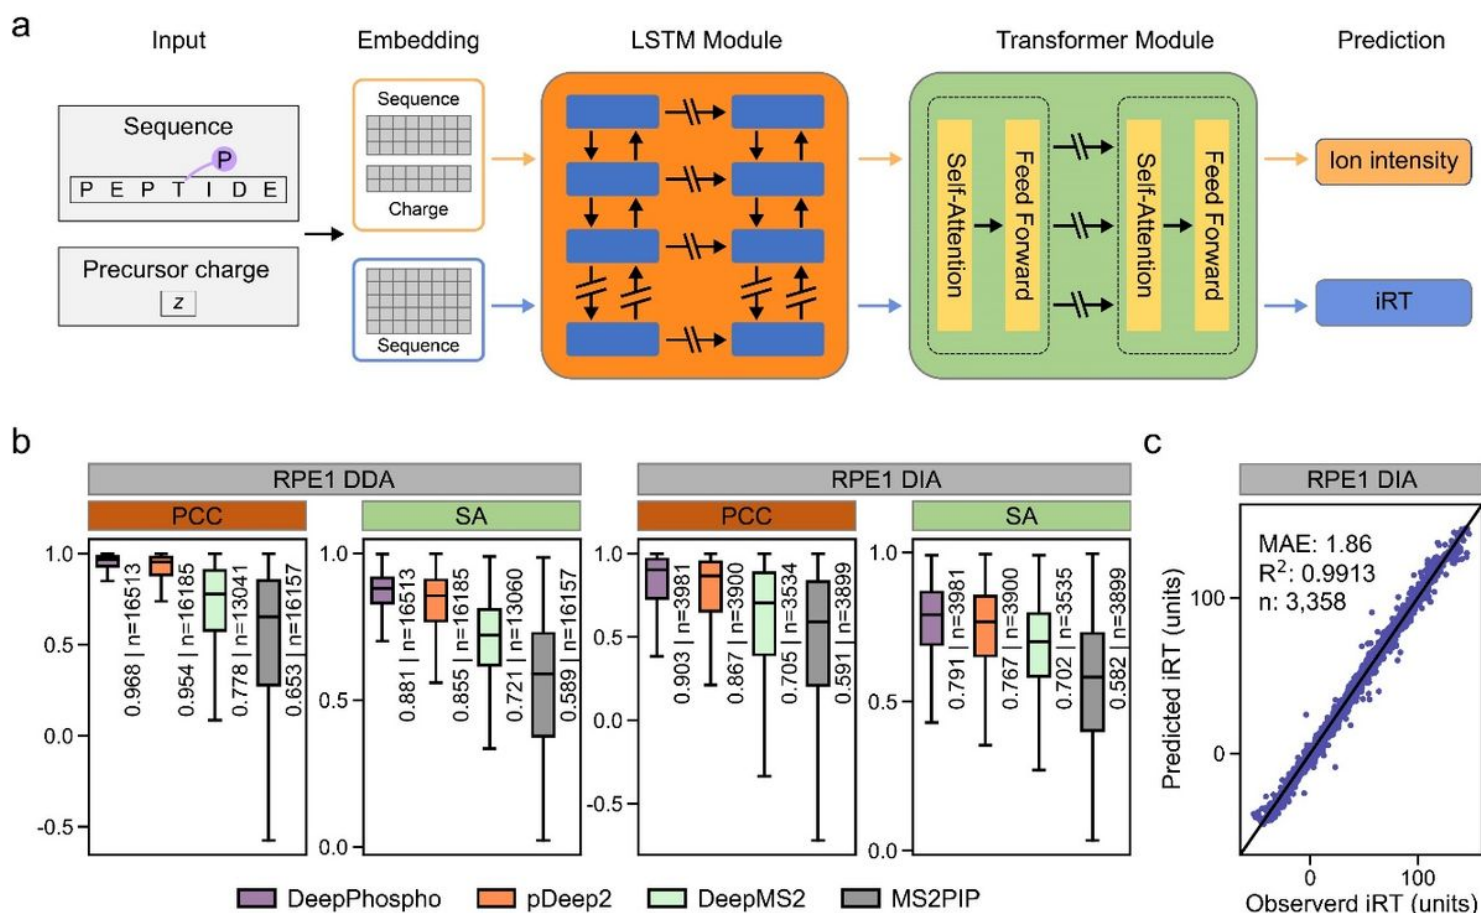 a
Input
Embedding
LSTM Module
Transformer Module
Prediction
Sequence
P
P E P T I D E
Precursor charge
z
Sequence
Charge
Sequence
Self-Attention
Feed Forward
Self-Attention
Feed Forward
Ion intensity
iRT
b
RPE1 DDA
PCC
SA
1.0
0.5
0.0
-0.5
0.968 | n=16513
0.954 | n=16185
0.778 | n=13041
0.653 | n=16157
1.0
0.5
0.0
0.881 | n=16513
0.855 | n=16185
0.721 | n=13060
0.589 | n=16157
RPE1 DIA
PCC
SA
1.0
0.5
0.0
-0.5
0.903 | n=3981
0.867 | n=3900
0.705 | n=3534
0.591 | n=3899
1.0
0.5
0.0
0.791 | n=3981
0.767 | n=3900
0.702 | n=3535
0.582 | n=3899
DeepPhospho
pDeep2
DeepMS2
MS2PIP
c
RPE1 DIA
MAE: 1.86
R²: 0.9913
n: 3,358
Predicted iRT (units)
100
0
0
100
Observerd iRT (units)